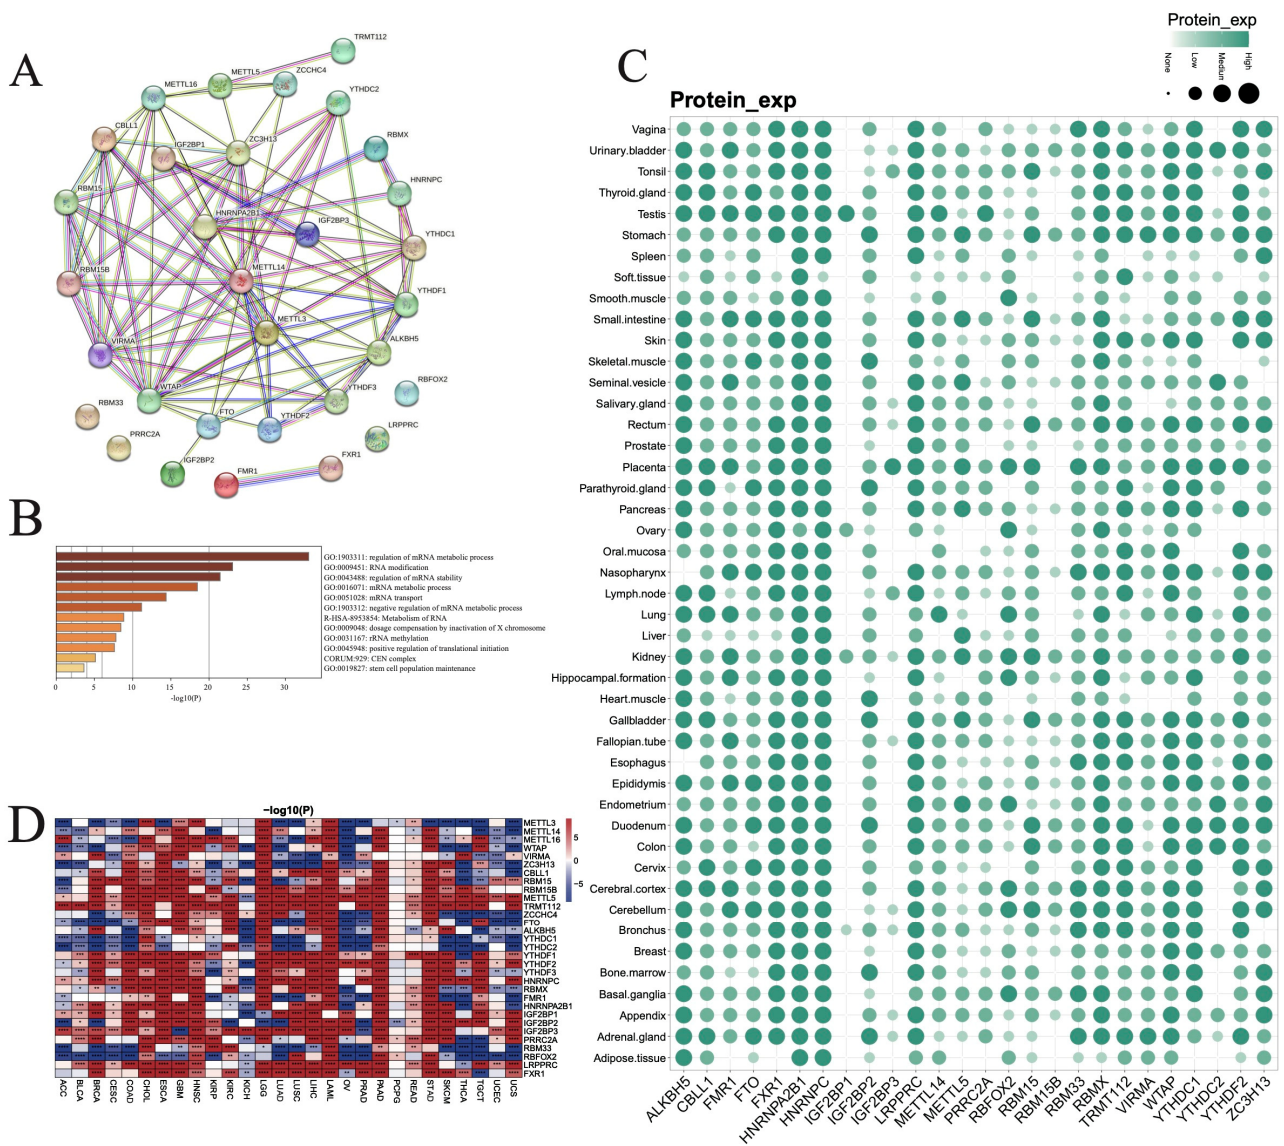 A
TRMT112
METTL5
ZCCHC4
METTL16
YTHDC2
CBLL1
IGF2BP1
ZC3H13
RBMX
RBM15
HNRNPC
HNRNPA2B1
IGF2BP3
YTHDC1
RBM15B
METTL14
YTHDF1
METTL3
VIRMA
ALKBH5
WTAP
YTHDF3
RBFOX2
RBM33
FTO
YTHDF2
PRRC2A
LRPPRC
IGF2BP2
FMR1
FXR1
B
GO:1903311: regulation of mRNA metabolic process
GO:0009451: RNA modification
GO:0043488: regulation of mRNA stability
GO:0016071: mRNA metabolic process
GO:0051028: mRNA transport
GO:1903312: negative regulation of mRNA metabolic process
R-HSA-8953854: Metabolism of RNA
GO:0009048: dosage compensation by inactivation of X chromosome
GO:0031167: rRNA methylation
GO:0045948: positive regulation of translational initiation
CORUM:929: CEN complex
GO:0019827: stem cell population maintenance
0 5 10 15 20 25 30
-log10(P)
C
Protein_exp
None Low Medium High
Protein_exp
Vagina
Urinary.bladder
Tonsil
Thyroid.gland
Testis
Stomach
Spleen
Soft.tissue
Smooth.muscle
Small.intestine
Skin
Skeletal.muscle
Seminal.vesicle
Salivary.gland
Rectum
Prostate
Placenta
Parathyroid.gland
Pancreas
Ovary
Oral.mucosa
Nasopharynx
Lymph.node
Lung
Liver
Kidney
Hippocampal.formation
Heart.muscle
Gallbladder
Fallopian.tube
Esophagus
Epididymis
Endometrium
Duodenum
Colon
Cervix
Cerebral.cortex
Cerebellum
Bronchus
Breast
Bone.marrow
Basal.ganglia
Appendix
Adrenal.gland
Adipose.tissue
ALKBH5 CBLL1 FMR1 FTO FXR1 HNRNPA2B1 HNRNPC IGF2BP1 IGF2BP2 IGF2BP3 LRPPRC METTL14 METTL5 PRRC2A RBFOX2 RBM15 RBM15B RBM33 RBMX TRMT112 VIRMA WTAP YTHDC1 YTHDC2 YTHDF2 ZC3H13
D
−log10(P)
METTL3
METTL14
METTL16
WTAP
VIRMA
ZC3H13
CBLL1
RBM15
RBM15B
METTL5
TRMT112
ZCCHC4
FTO
ALKBH5
YTHDC1
YTHDC2
YTHDF1
YTHDF2
YTHDF3
HNRNPC
RBMX
FMR1
HNRNPA2B1
IGF2BP1
IGF2BP2
IGF2BP3
PRRC2A
RBM33
RBFOX2
LRPPRC
FXR1
5
0
−5
ACC BLCA BRCA CESC COAD CHOL ESCA GBM HNSC KIRP KIRC KICH LGG LUAD LUSC LIHC LAML OV PRAD PAAD PCPG READ STAD SKCM THCA TGCT UCEC UCS